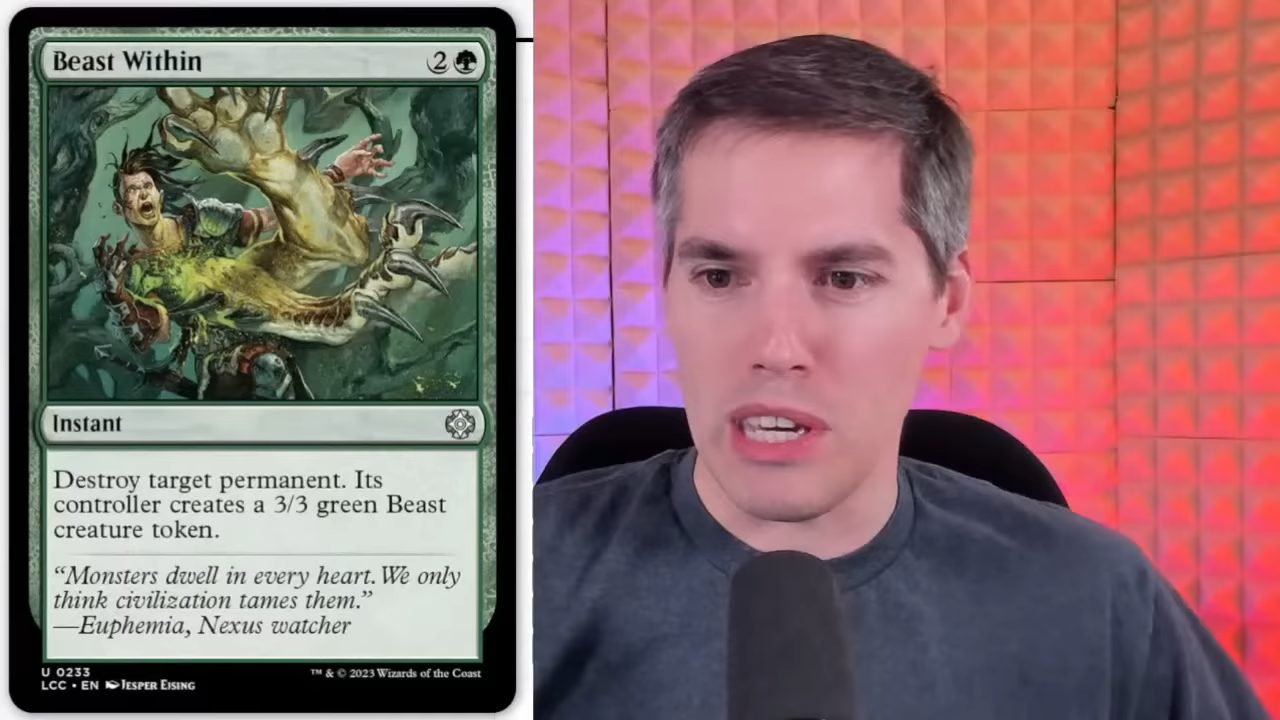 Beast Within 2
Instant
Destroy target permanent. Its
controller creates a 3/3 green Beast
creature token.
“Monsters dwell in every heart. We only
think civilization tames them.”
—Euphemia, Nexus watcher
U 0233 ™ & © 2023 Wizards of the Coast
LCC • EN Jesper Eising